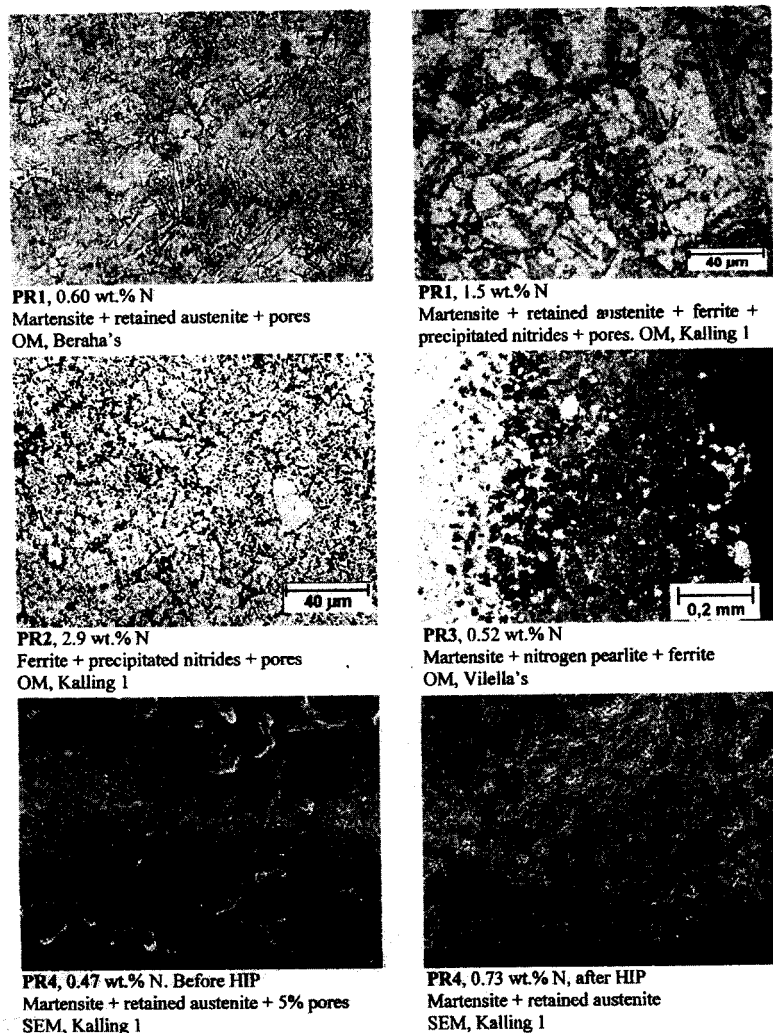 40 µm
PR1, 0.60 wt.% N
Martensite + retained austenite + pores
OM, Beraha's
PR1, 1.5 wt.% N
Martensite + retained austenite + ferrite +
precipitated nitrides + pores. OM, Kalling 1
40 µm
0,2 mm
PR2, 2.9 wt.% N
Ferrite + precipitated nitrides + pores
OM, Kalling 1
PR3, 0.52 wt.% N
Martensite + nitrogen pearlite + ferrite
OM, Vilella's
PR4, 0.47 wt.% N. Before HIP
Martensite + retained austenite + 5% pores
SEM, Kalling 1
PR4, 0.73 wt.% N, after HIP
Martensite + retained austenite
SEM, Kalling 1